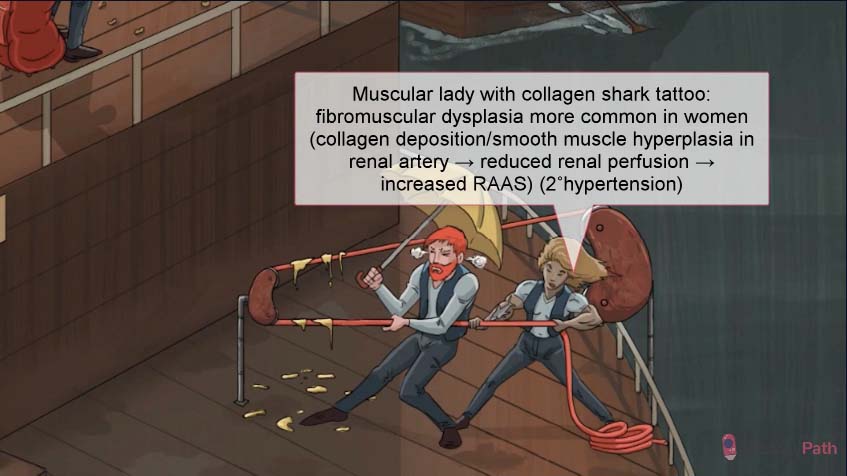 Muscular lady with collagen shark tattoo:
fibromuscular dysplasia more common in women
(collagen deposition/smooth muscle hyperplasia in
renal artery → reduced renal perfusion →
increased RAAS) (2˚hypertension)
Path